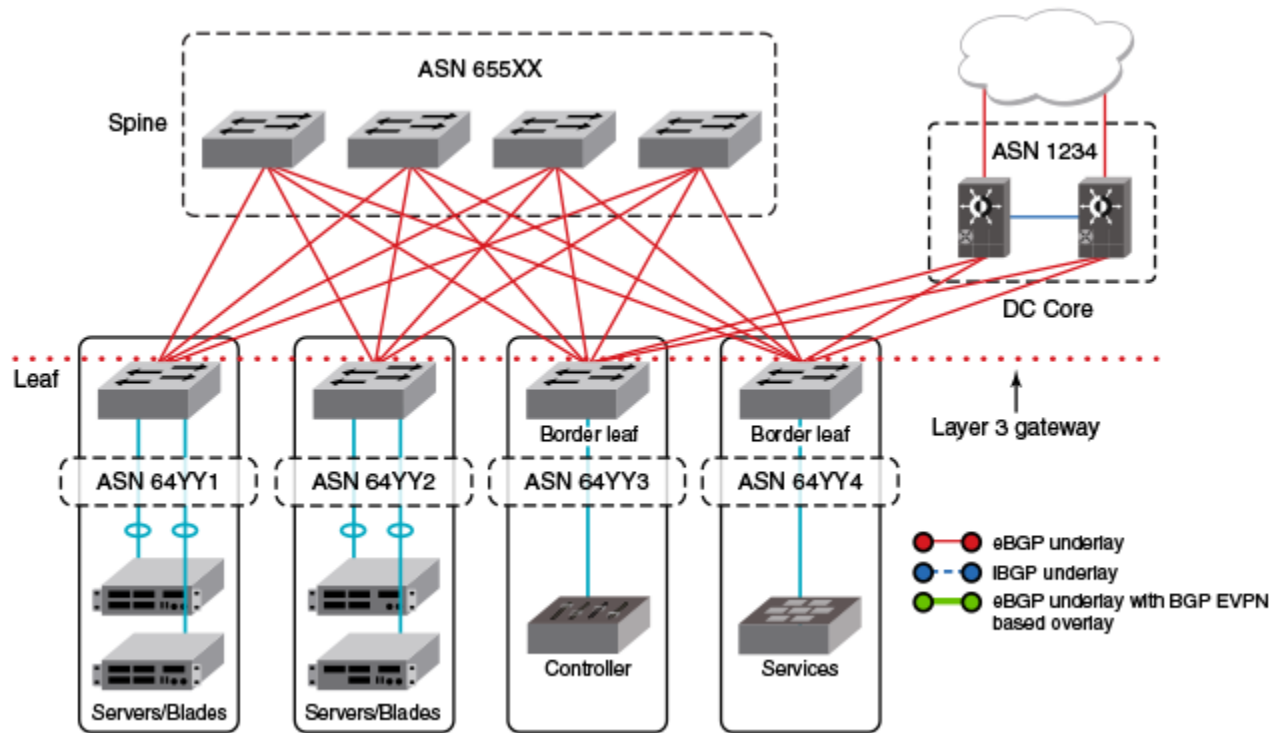 ASN 655XX
Spine
ASN 1234
DC Core
Leaf
Layer 3 gateway
Border leaf
Border leaf
ASN 64YY1
ASN 64YY2
ASN 64YY3
ASN 64YY4
eBGP underlay
IBGP underlay
eBGP underlay with BGP EVPN
based overlay
Controller
Services
Servers/Blades
Servers/Blades